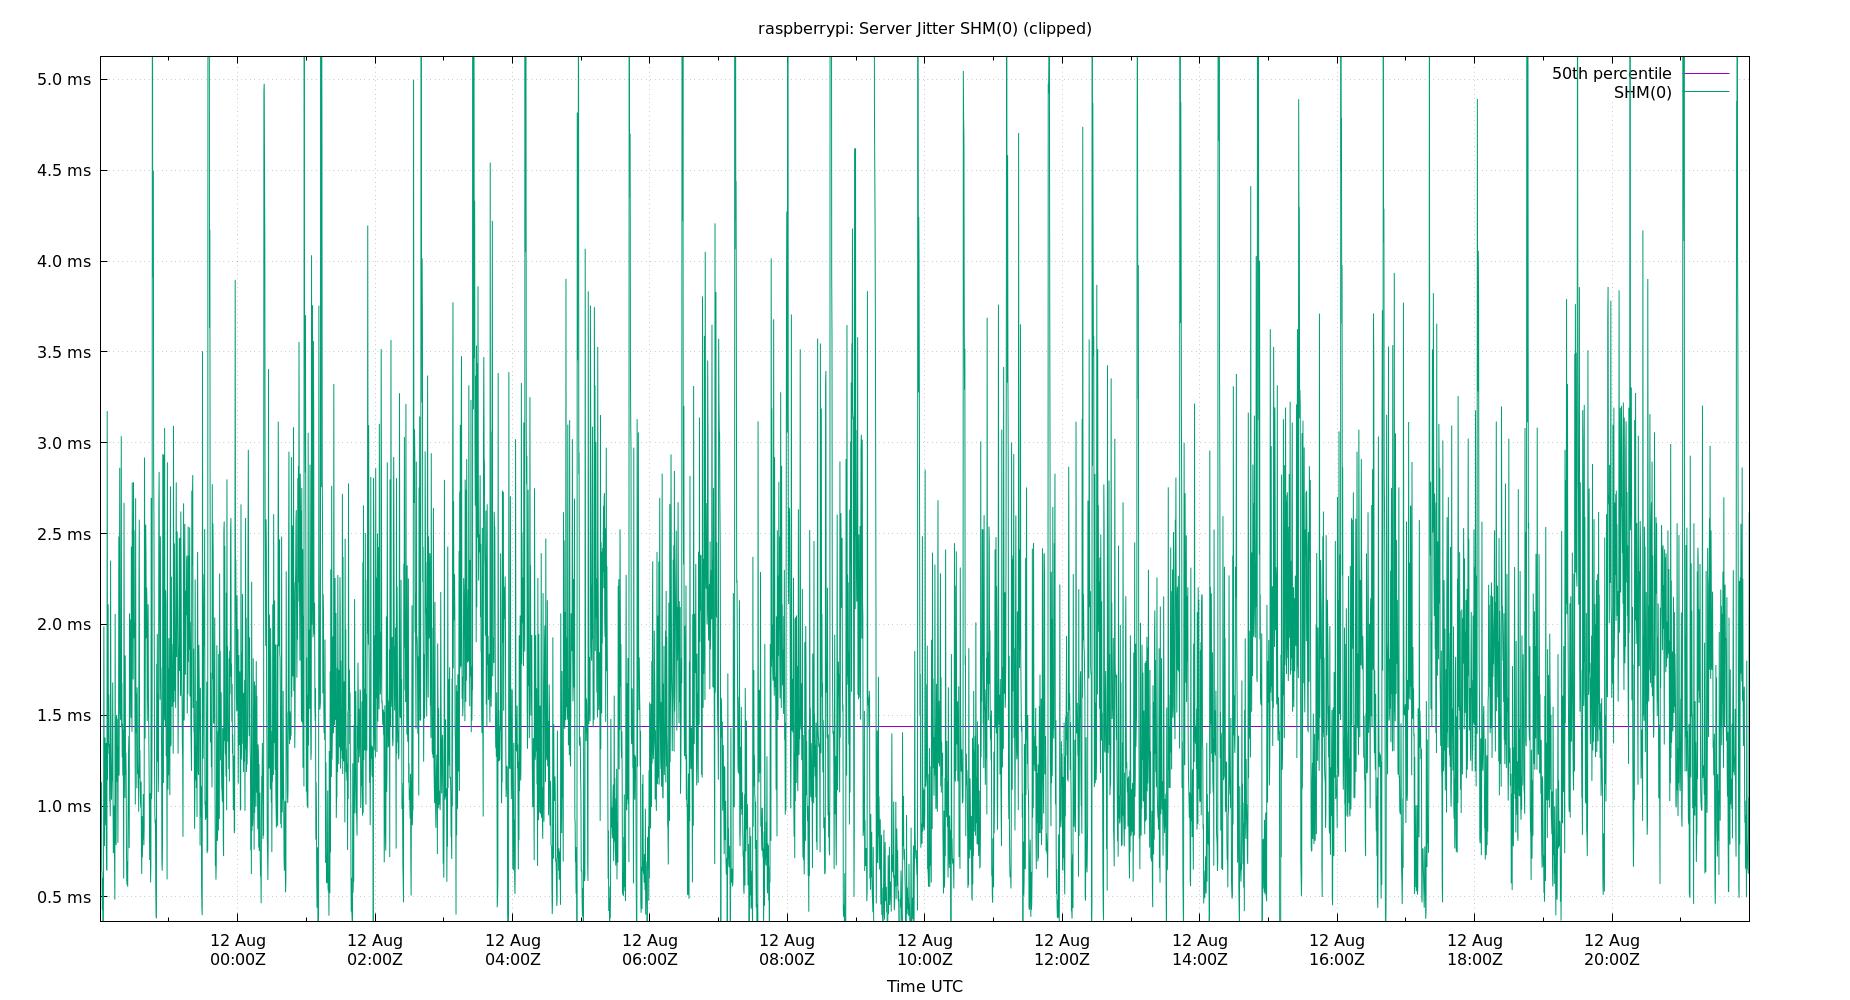 raspberrypi: Server Jitter SHM(0) (clipped)
50th percentile
SHM(0)
5.0 ms
4.5 ms
4.0 ms
3.5 ms
3.0 ms
2.5 ms
2.0 ms
1.5 ms
1.0 ms
0.5 ms
12 Aug 12 Aug 12 Aug 12 Aug 12 Aug 12 Aug 12 Aug 12 Aug 12 Aug 12 Aug 12 Aug
00:00Z 02:00Z 04:00Z 06:00Z 08:00Z 10:00Z 12:00Z 14:00Z 16:00Z 18:00Z 20:00Z
Time UTC